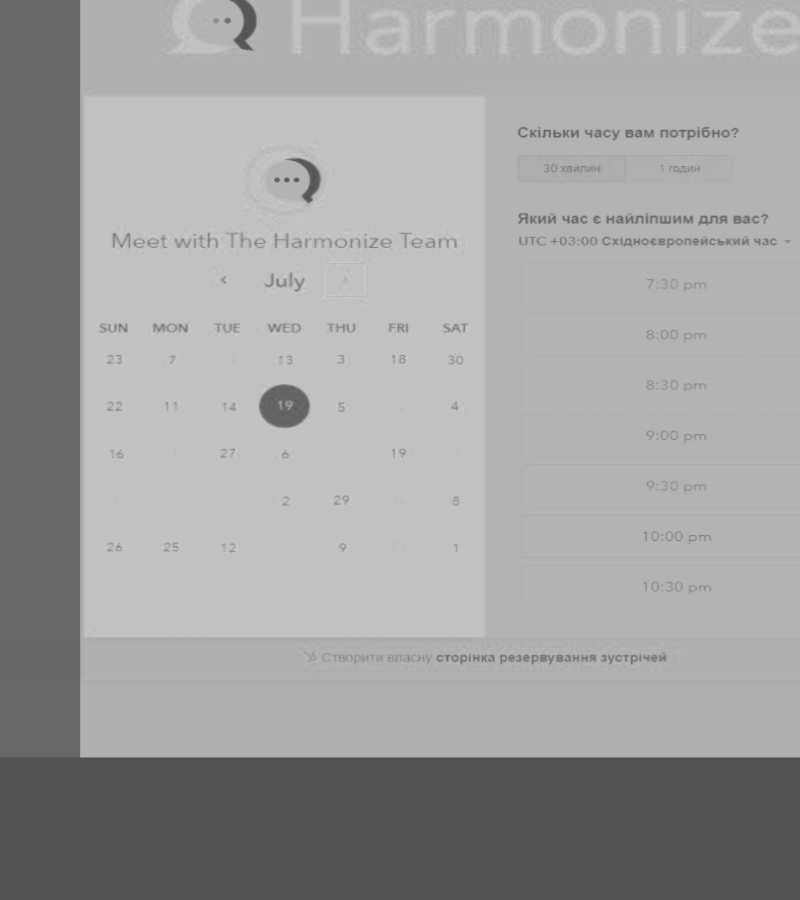 Harmonize
Meet with The Harmonize Team
‹ July ›
SUN MON TUE WED THU FRI SAT
23 7 13 3 18 30
22 11 14 19 5 4
16 27 6 19
2 29 8
26 25 12 9 1
Скільки часу вам потрібно?
30 хвилин 1 годин
Який час є найліпшим для вас?
UTC +03:00 Східноєвропейський час
7:30 pm
8:00 pm
8:30 pm
9:00 pm
9:30 pm
10:00 pm
10:30 pm
Створити власну сторінка резервування зустрічей